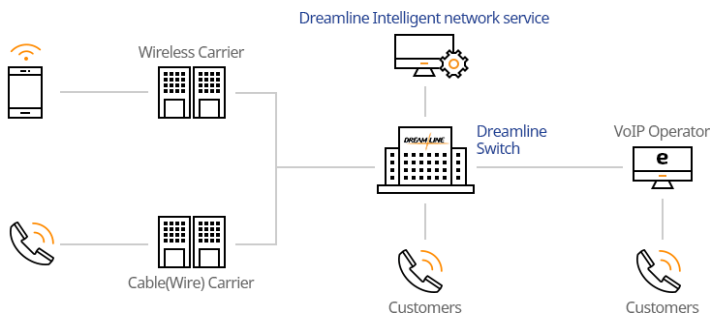 Dreamline Intelligent network service
Wireless Carrier
DREAMLINE
Dreamline
Switch
VoIP Operator
e
Cable(Wire) Carrier
Customers
Customers